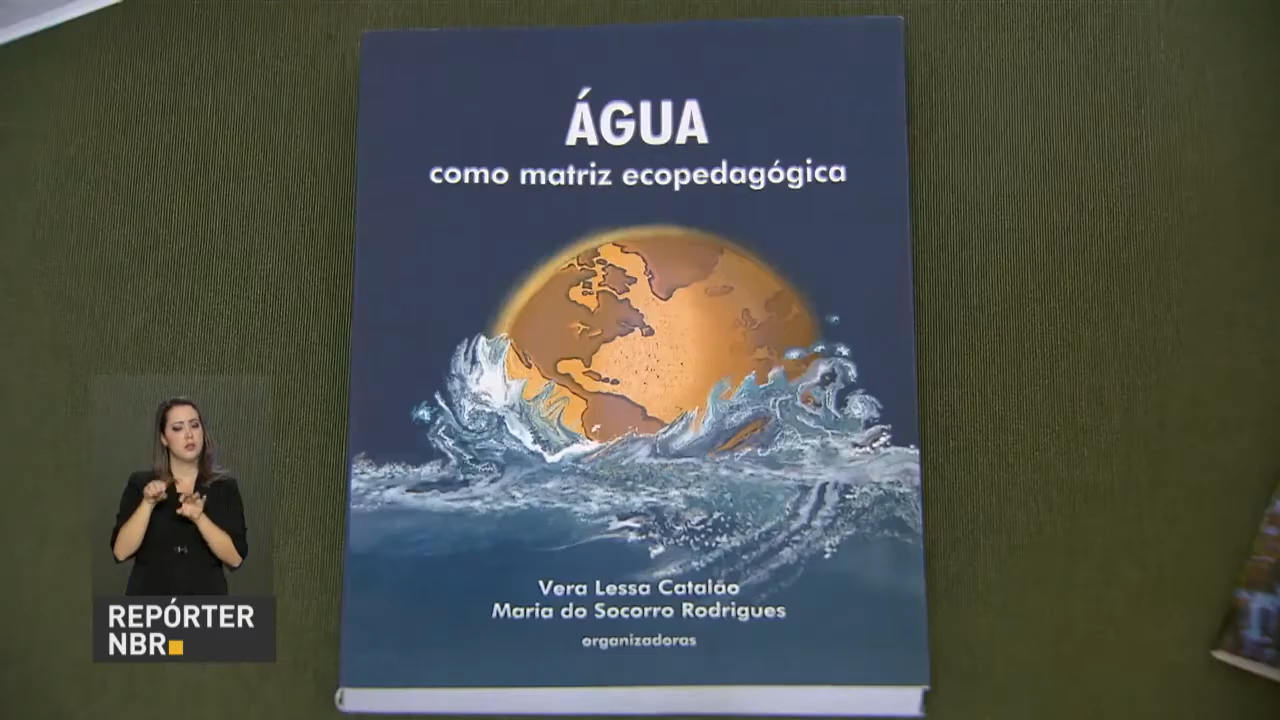 ÁGUA
como matriz ecopedagógica
Vera Lessa Catalão
Maria do Socorro Rodrigues
organizadoras
REPÓRTER
NBR